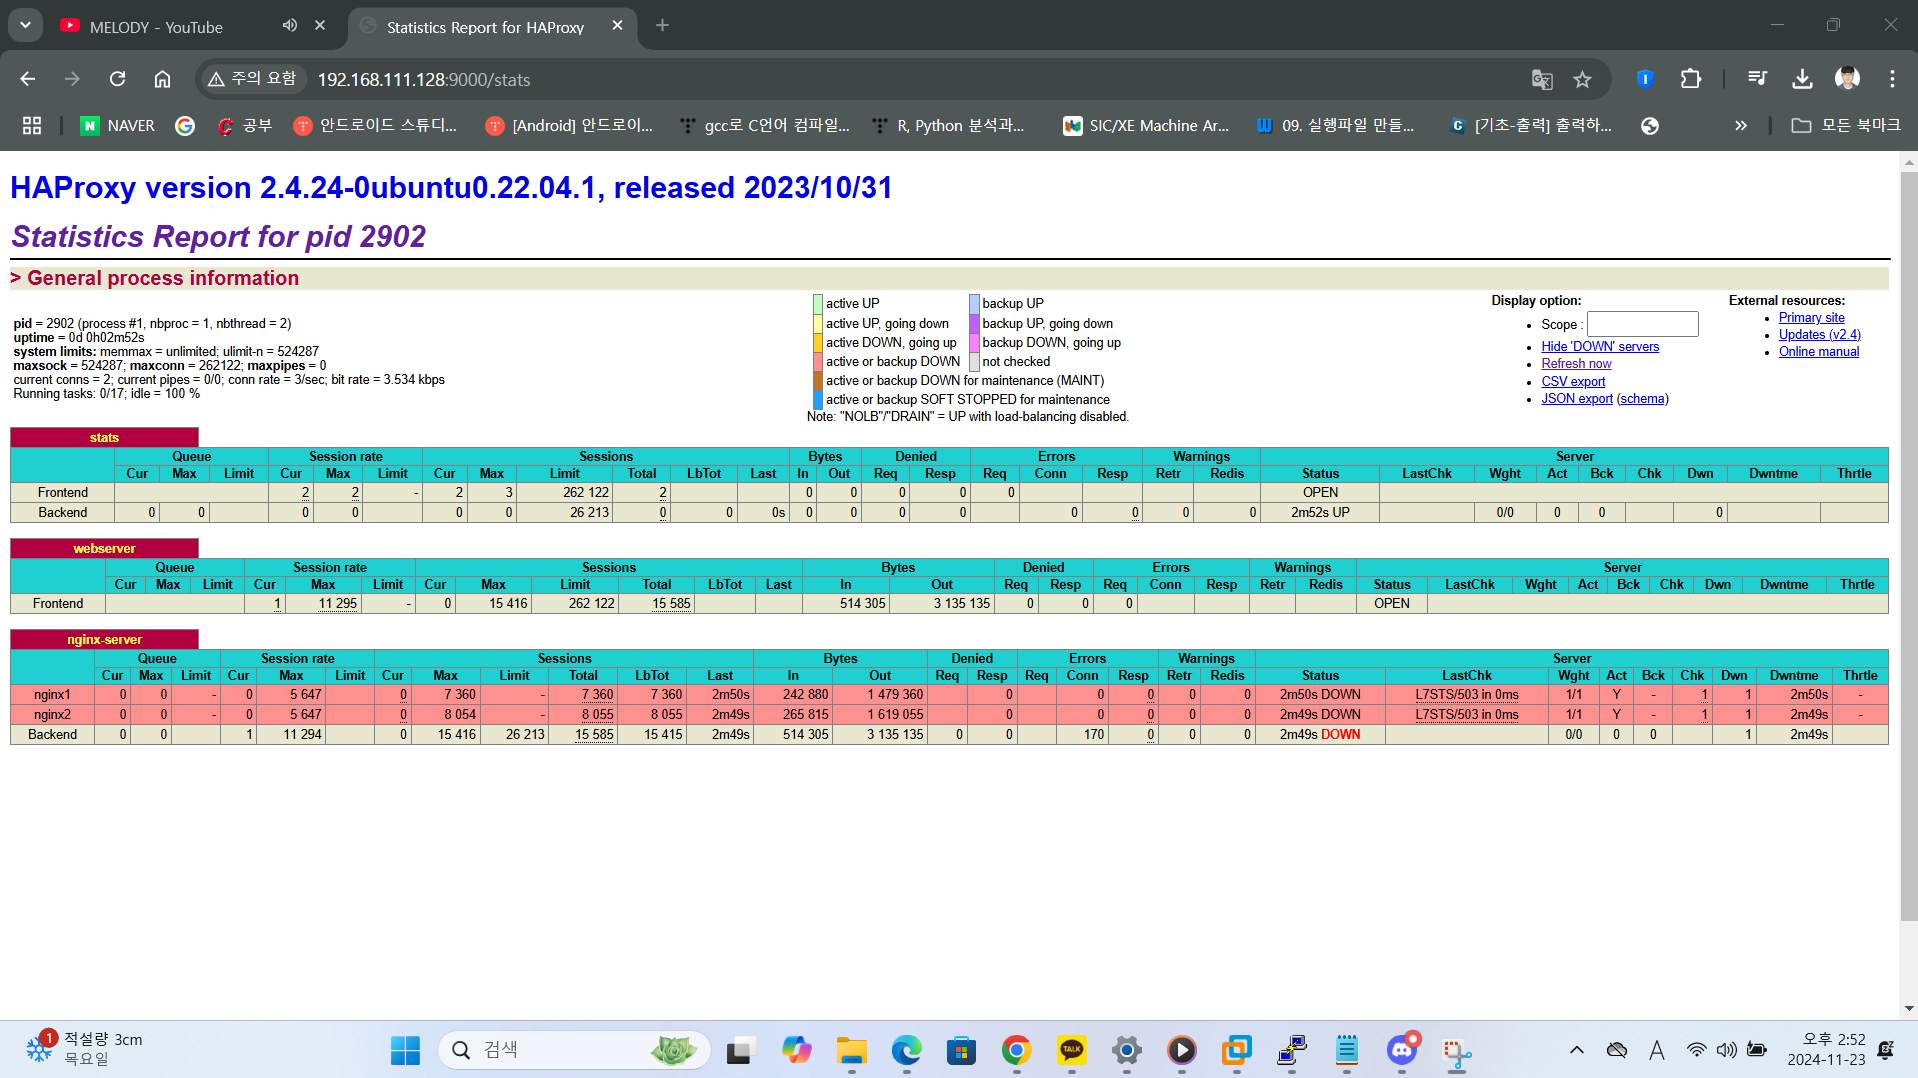 MELODY - YouTube
Statistics Report for HAProxy
주의 요함 192.168.111.128:9000/stats
NAVER 공부 안드로이드 스튜디... [Android] 안드로이... gcc로 C언어 컴파일... R, Python 분석과... SIC/XE Machine Ar... 09. 실행파일 만들... [기초-출력] 출력하... » 모든 북마크
HAProxy version 2.4.24-0ubuntu0.22.04.1, released 2023/10/31
Statistics Report for pid 2902
> General process information
pid = 2902 (process #1, nbproc = 1, nbthread = 2)
uptime = 0d 0h02m52s
system limits: memmax = unlimited; ulimit-n = 524287
maxsock = 524287; maxconn = 262122; maxpipes = 0
current conns = 2; current pipes = 0/0; conn rate = 3/sec; bit rate = 3.534 kbps
Running tasks: 0/17; idle = 100 %
active UP backup UP
active UP, going down backup UP, going down
active DOWN, going up backup DOWN, going up
active or backup DOWN not checked
active or backup DOWN for maintenance (MAINT)
active or backup SOFT STOPPED for maintenance
Note: "NOLB"/"DRAIN" = UP with load-balancing disabled.
Display option:
Scope :
Hide 'DOWN' servers
Refresh now
CSV export
JSON export (schema)
External resources:
Primary site
Updates (v2.4)
Online manual
stats
Queue Session rate Sessions Bytes Denied Errors Warnings Server
Cur Max Limit Cur Max Limit Cur Max Limit Total LbTot Last In Out Req Resp Req Conn Resp Retr Redis Status LastChk Wght Act Bck Chk Dwn Dwntme Thrtle
Frontend 2 2 - 2 3 262 122 2 0 0 0 0 0 OPEN
Backend 0 0 0 0 0 0 26 213 0 0 0s 0 0 0 0 0 0 0 0 2m52s UP 0/0 0 0 0
webserver
Queue Session rate Sessions Bytes Denied Errors Warnings Server
Cur Max Limit Cur Max Limit Cur Max Limit Total LbTot Last In Out Req Resp Req Conn Resp Retr Redis Status LastChk Wght Act Bck Chk Dwn Dwntme Thrtle
Frontend 1 11 295 - 0 15 416 262 122 15 585 514 305 3 135 135 0 0 0 OPEN
nginx-server
Queue Session rate Sessions Bytes Denied Errors Warnings Server
Cur Max Limit Cur Max Limit Cur Max Limit Total LbTot Last In Out Req Resp Req Conn Resp Retr Redis Status LastChk Wght Act Bck Chk Dwn Dwntme Thrtle
nginx1 0 0 - 0 5 647 0 7 360 - 7 360 7 360 2m50s 242 880 1 479 360 0 0 0 0 0 2m50s DOWN L7STS/503 in 0ms 1/1 Y - 1 1 2m50s -
nginx2 0 0 - 0 5 647 0 8 054 - 8 055 8 055 2m49s 265 815 1 619 055 0 0 0 0 0 2m49s DOWN L7STS/503 in 0ms 1/1 Y - 1 1 2m49s -
Backend 0 0 1 11 294 0 15 416 26 213 15 585 15 415 2m49s 514 305 3 135 135 0 0 170 0 0 0 2m49s DOWN 0/0 0 0 1 2m49s
1 적설량 3cm
목요일
검색
TALK
A
오후 2:52
2024-11-23